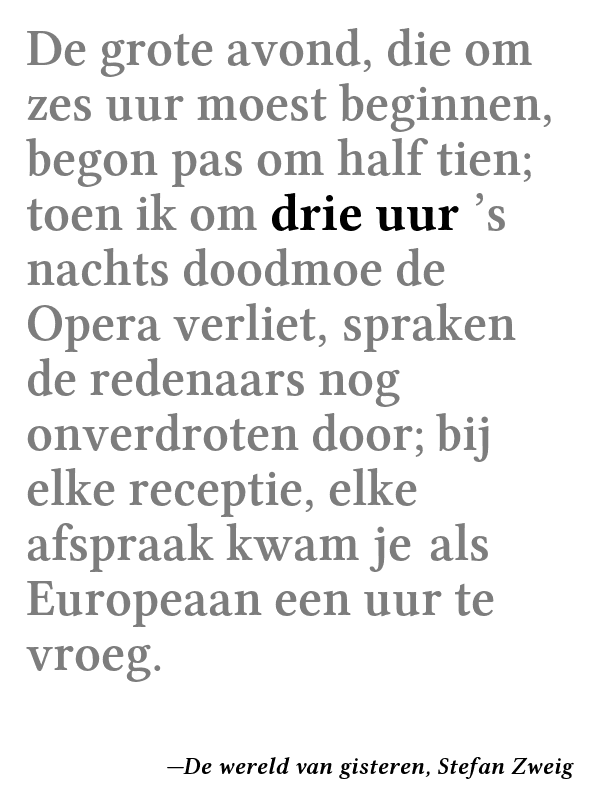 De grote avond, die om
zes uur moest beginnen,
begon pas om half tien;
toen ik om drie uur ’s
nachts doodmoe de
Opera verliet, spraken
de redenaars nog
onverdroten door; bij
elke receptie, elke
afspraak kwam je als
Europeaan een uur te
vroeg.
—De wereld van gisteren, Stefan Zweig